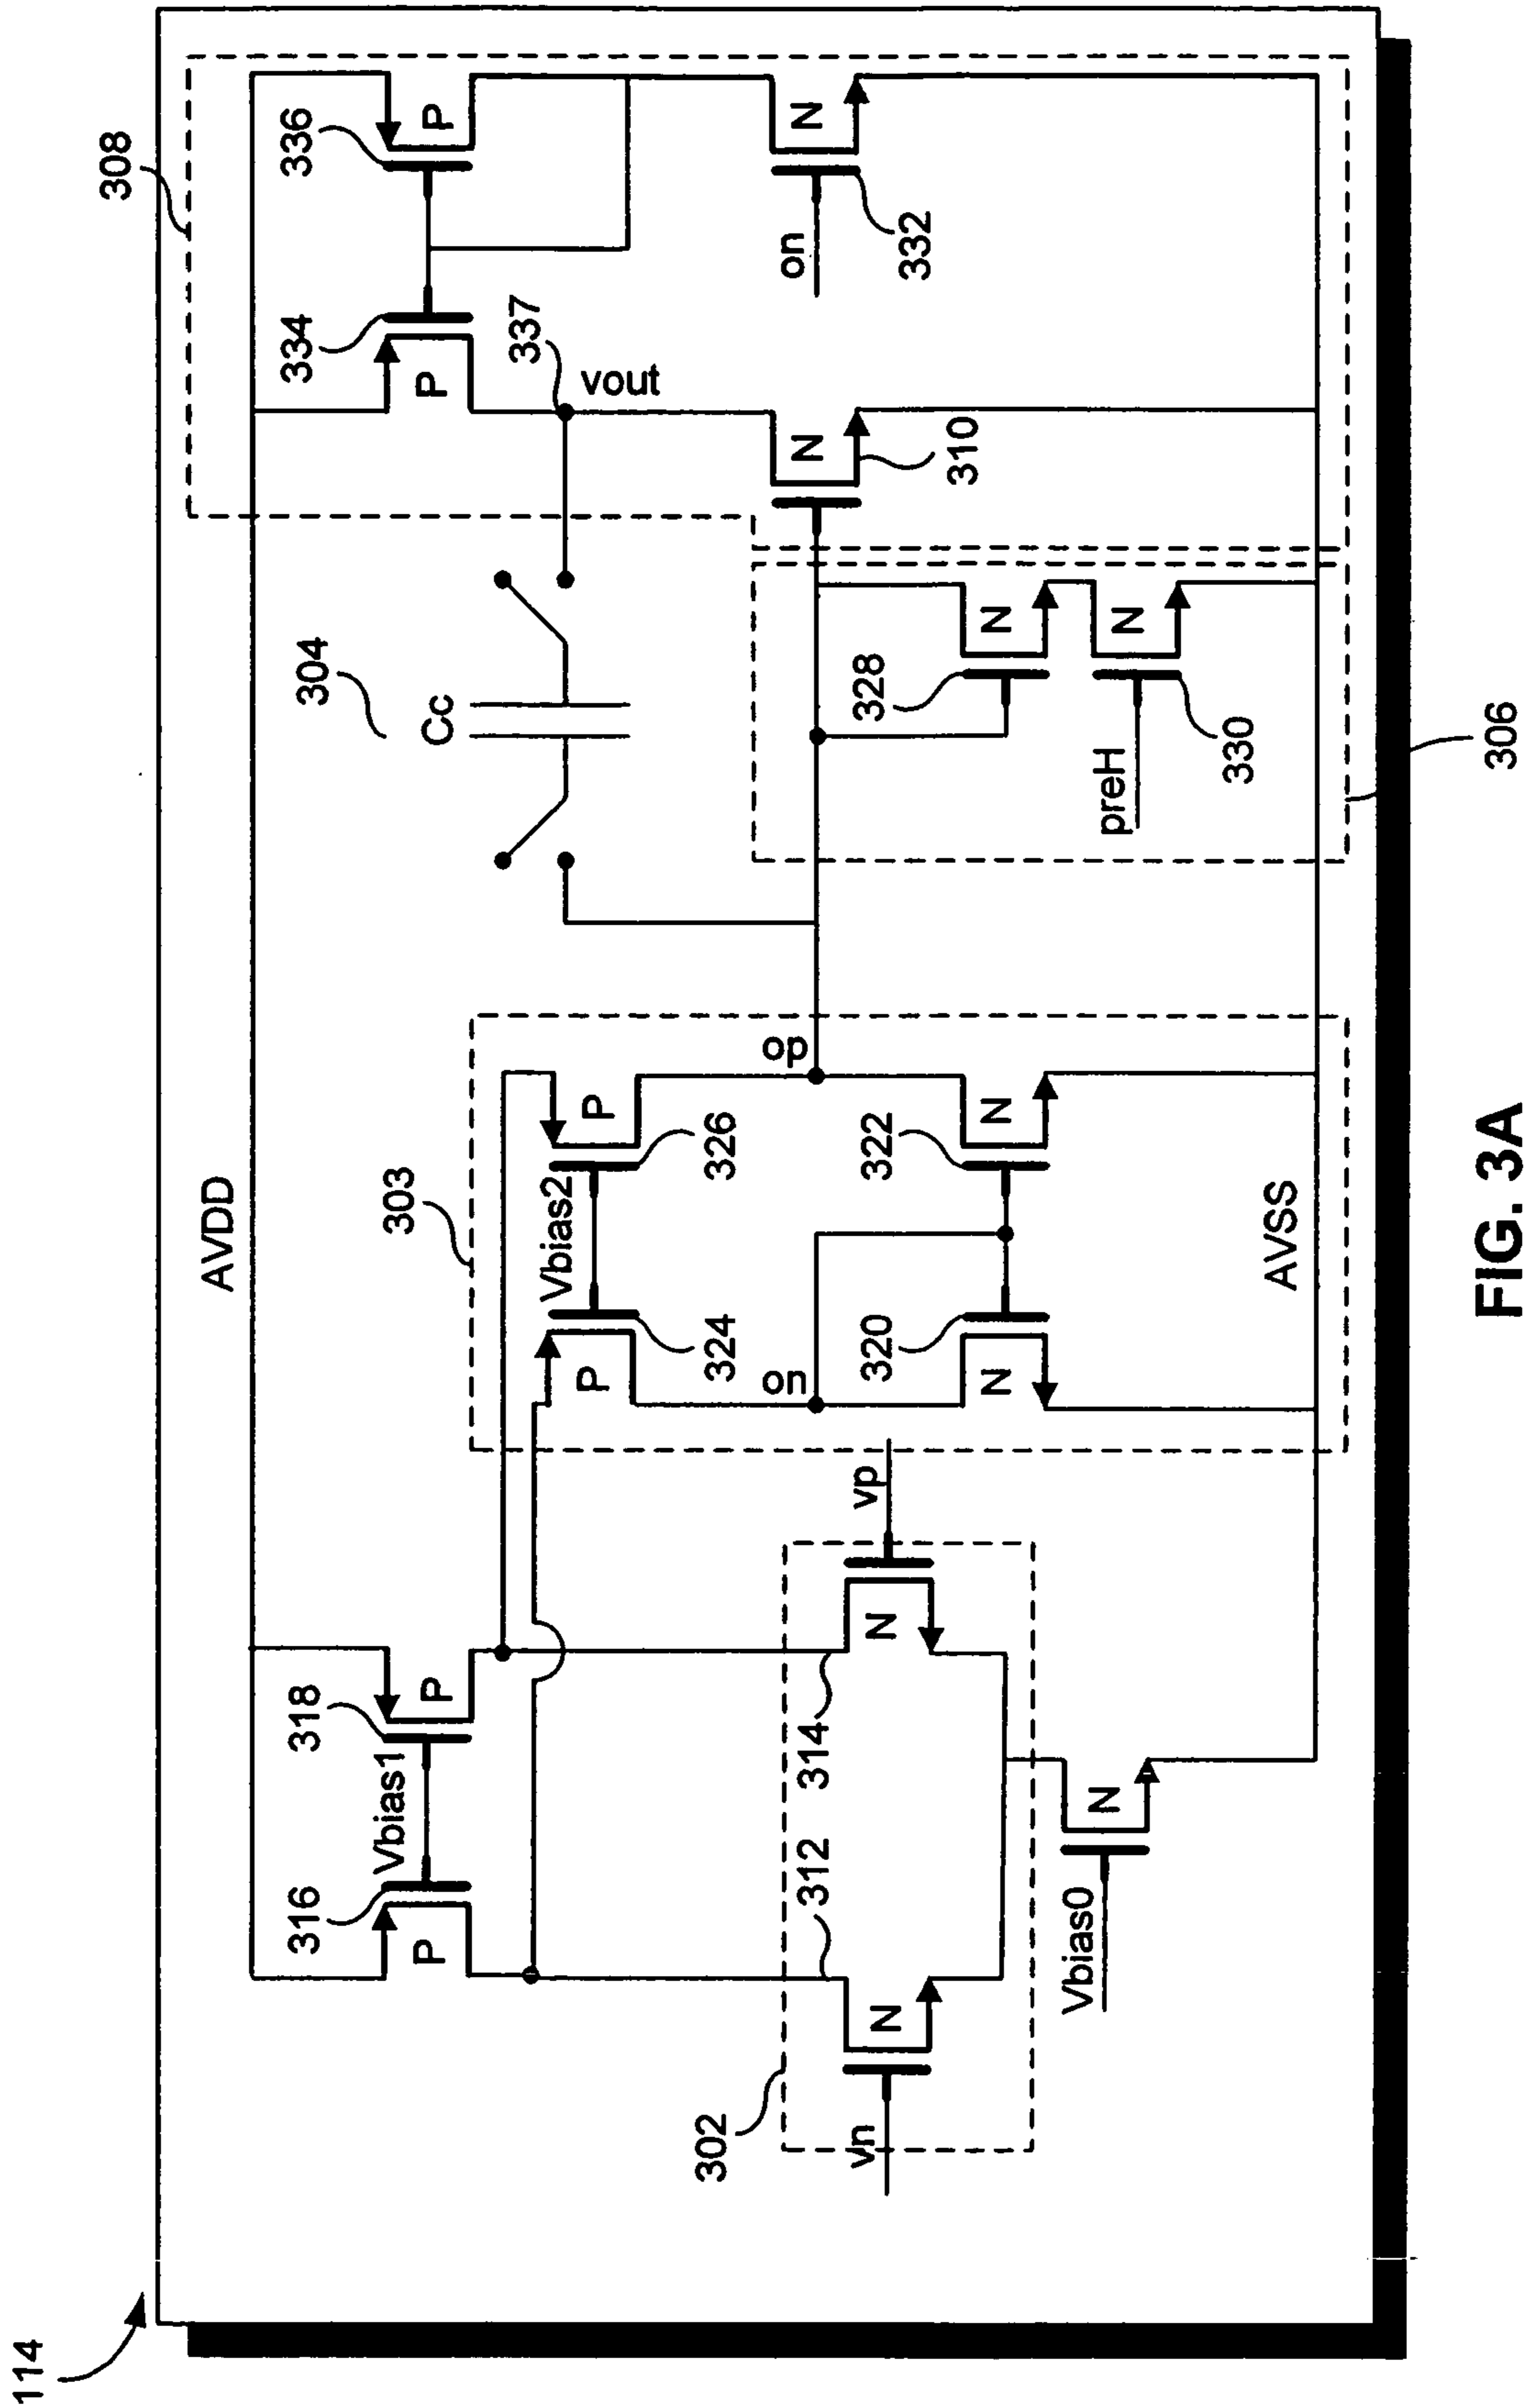 114
308
AVDD
316
Vbias1
318
P
P
303
304
Cc
334
336
P
P
337
vout
Vbias2
324
326
P
P
on
op
302
312
314
vn
N
N
vp
320
322
N
N
328
N
preH
330
N
310
N
on
332
N
Vbias0
N
AVSS
306
FIG. 3A